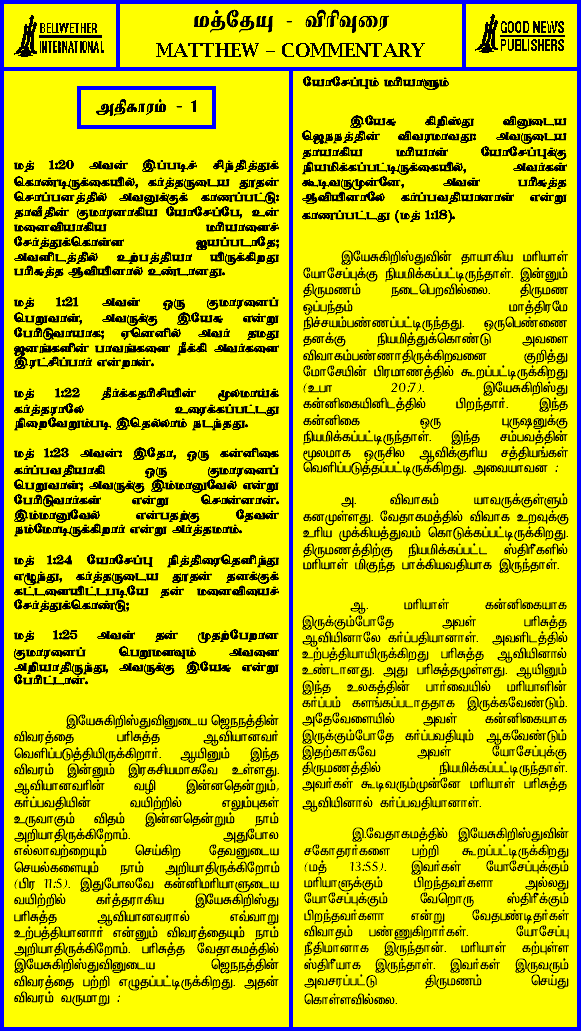 BELLWETHER
INTERNATIONAL
மத்தேயு - விரிவுரை
MATTHEW – COMMENTARY
GOOD NEWS
PUBLISHERS
அதிகாரம் - 1
மத் 1:20 அவன் இப்படிச் சிந்தித்துக்
கொண்டிருக்கையில், கர்த்தருடைய தூதன்
சொப்பனத்தில் அவனுக்குக் காணப்பட்டு:
தாவீதின் குமாரனாகிய யோசேப்பே, உன்
மனைவியாகிய மரியாளைச்
சேர்த்துக்கொள்ள ஐயப்படாதே;
அவளிடத்தில் உற்பத்தியா யிருக்கிறது
பரிசுத்த ஆவியினால் உண்டானது.
மத் 1:21 அவள் ஒரு குமாரனைப்
பெறுவாள், அவருக்கு இயேசு என்று
பேரிடுவாயாக; ஏனெனில் அவர் தமது
ஜனங்களின் பாவங்களை நீக்கி அவர்களை
இரட்சிப்பார் என்றான்.
மத் 1:22 தீர்க்கதரிசியின் மூலமாய்க்
கர்த்தராலே உரைக்கப்பட்டது
நிறைவேறும்படி இதெல்லாம் நடந்தது.
மத் 1:23 அவன்: இதோ, ஒரு கன்னிகை
கர்ப்பவதியாகி ஒரு குமாரனைப்
பெறுவாள்; அவருக்கு இம்மானுவேல் என்று
பேரிடுவார்கள் என்று சொன்னான்.
இம்மானுவேல் என்பதற்கு தேவன்
நம்மோடிருக்கிறார் என்று அர்த்தமாம்.
மத் 1:24 யோசேப்பு நித்திரைதெளிந்து
எழுந்து, கர்த்தருடைய தூதன் தனக்குக்
கட்டளையிட்டபடியே தன் மனைவியைச்
சேர்த்துக்கொண்டு;
மத் 1:25 அவள் தன் முதற்பேறான
குமாரனைப் பெறுமளவும் அவளை
அறியாதிருந்து, அவருக்கு இயேசு என்று
பேரிட்டான்.
இயேசுகிறிஸ்துவினுடைய ஜெநநத்தின்
விவரத்தை பரிசுத்த ஆவியானவர்
வெளிப்படுத்தியிருக்கிறார். ஆயினும் இந்த
விவரம் இன்னும் இரகசியமாகவே உள்ளது.
ஆவியானவரின் வழி இன்னதென்றும்,
கர்ப்பவதியின் வயிற்றில் எலும்புகள்
உருவாகும் விதம் இன்னதென்றும் நாம்
அறியாதிருக்கிறோம். அதுபோல
எல்லாவற்றையும் செய்கிற தேவனுடைய
செயல்களையும் நாம் அறியாதிருக்கிறோம்
(பிர 11:5). இதுபோலவே கன்னிமரியாளுடைய
வயிற்றில் கர்த்தராகிய இயேசுகிறிஸ்து
பரிசுத்த ஆவியானவரால் எவ்வாறு
உற்பத்தியானார் என்னும் விவரத்தையும் நாம்
அறியாதிருக்கிறோம். பரிசுத்த வேதாகமத்தில்
இயேசுகிறிஸ்துவினுடைய ஜெநநத்தின்
விவரத்தை பற்றி எழுதப்பட்டிருக்கிறது. அதன்
விவரம் வருமாறு :
யோசேப்பும் மரியாளும்
இயேசு கிறிஸ்து வினுடைய
ஜெநநத்தின் விவரமாவது: அவருடைய
தாயாகிய மரியாள் யோசேப்புக்கு
நியமிக்கப்பட்டிருக்கையில், அவர்கள்
கூடிவருமுன்னே, அவள் பரிசுத்த
ஆவியினாலே கர்ப்பவதியானாள் என்று
காணப்பட்டது (மத் 1:18).
இயேசுகிறிஸ்துவின் தாயாகிய மரியாள்
யோசேப்புக்கு நியமிக்கப்பட்டிருந்தாள். இன்னும்
திருமணம் நடைபெறவில்லை. திருமண
ஒப்பந்தம் மாத்திரமே
நிச்சயம்பண்ணப்பட்டிருந்தது. ஒருபெண்ணை
தனக்கு நியமித்துக்கொண்டு அவளை
விவாகம்பண்ணாதிருக்கிறவனை குறித்து
மோசேயின் பிரமாணத்தில் கூறப்பட்டிருக்கிறது
(உபா 20:7). இயேசுகிறிஸ்து
கன்னிகையினிடத்தில் பிறந்தார். இந்த
கன்னிகை ஒரு புருஷனுக்கு
நியமிக்கப்பட்டிருந்தாள். இந்த சம்பவத்தின்
மூலமாக ஒருசில ஆவிக்குரிய சத்தியங்கள்
வெளிப்படுத்தப்பட்டிருக்கிறது. அவையாவன :
அ. விவாகம் யாவருக்குள்ளும்
கனமுள்ளது. வேதாகமத்தில் விவாக உறவுக்கு
உரிய முக்கியத்துவம் கொடுக்கப்பட்டிருக்கிறது.
திருமணத்திற்கு நியமிக்கப்பட்ட ஸ்திரீகளில்
மரியாள் மிகுந்த பாக்கியவதியாக இருந்தாள்.
ஆ. மரியாள் கன்னிகையாக
இருக்கும்போதே அவள் பரிசுத்த
ஆவியினாலே கர்ப்பதியானாள். அவளிடத்தில்
உற்பத்தியாயிருக்கிறது பரிசுத்த ஆவியினால்
உண்டானது. அது பரிசுத்தமுள்ளது. ஆயினும்
இந்த உலகத்தின் பார்வையில் மரியாளின்
கர்ப்பம் களங்கப்படாததாக இருக்கவேண்டும்.
அதேவேளையில் அவள் கன்னிகையாக
இருக்கும்போதே கர்ப்பவதியும் ஆகவேண்டும்
இதற்காகவே அவள் யோசேப்புக்கு
திருமணத்தில் நியமிக்கப்பட்டிருந்தாள்.
அவர்கள் கூடிவரும்முன்னே மரியாள் பரிசுத்த
ஆவியினால் கர்ப்பவதியானாள்.
இ.வேதாகமத்தில் இயேசுகிறிஸ்துவின்
சகோதரர்களை பற்றி கூறப்பட்டிருக்கிறது
(மத் 13:55). இவர்கள் யோசேப்புக்கும்
மரியாளுக்கும் பிறந்தவர்களா அல்லது
யோசேப்புக்கும் வேறொரு ஸ்திரீக்கும்
பிறந்தவர்களா என்று வேதபண்டிதர்கள்
விவாதம் பண்ணுகிறார்கள். யோசேப்பு
நீதிமானாக இருந்தான். மரியாள் கற்புள்ள
ஸ்திரீயாக இருந்தாள். இவர்கள் இருவரும்
அவசரப்பட்டு திருமணம் செய்து
கொள்ளவில்லை.